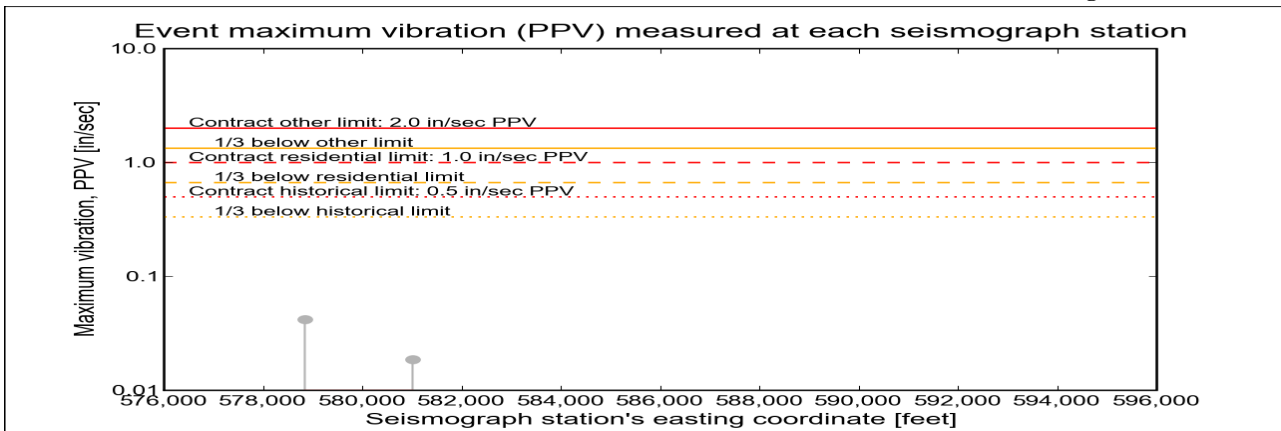 Event maximum vibration (PPV) measured at each seismograph station
10.0
Contract other limit: 2.0 in/sec PPV
1/3 below other limit
1.0
Contract residential limit: 1.0 in/sec PPV
1/3 below residential limit
Contract historical limit; 0.5 in/sec PPV
1/3 below historical limit
0.1
0.01
Maximum vibration, PPV [in/sec]
576,000 578,000 580,000 582,000 584,000 586,000 588,000 590,000 592,000 594,000 596,000
Seismograph station's easting coordinate [feet]